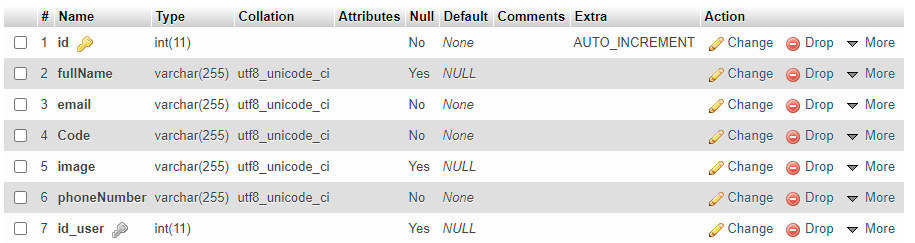 # Name Type Collation Attributes Null Default Comments Extra Action
1 id int(11) No None AUTO_INCREMENT Change Drop More
2 fullName varchar(255) utf8_unicode_ci Yes NULL Change Drop More
3 email varchar(255) utf8_unicode_ci No None Change Drop More
4 Code varchar(255) utf8_unicode_ci No None Change Drop More
5 image varchar(255) utf8_unicode_ci Yes NULL Change Drop More
6 phoneNumber varchar(255) utf8_unicode_ci No None Change Drop More
7 id_user int(11) Yes NULL Change Drop More